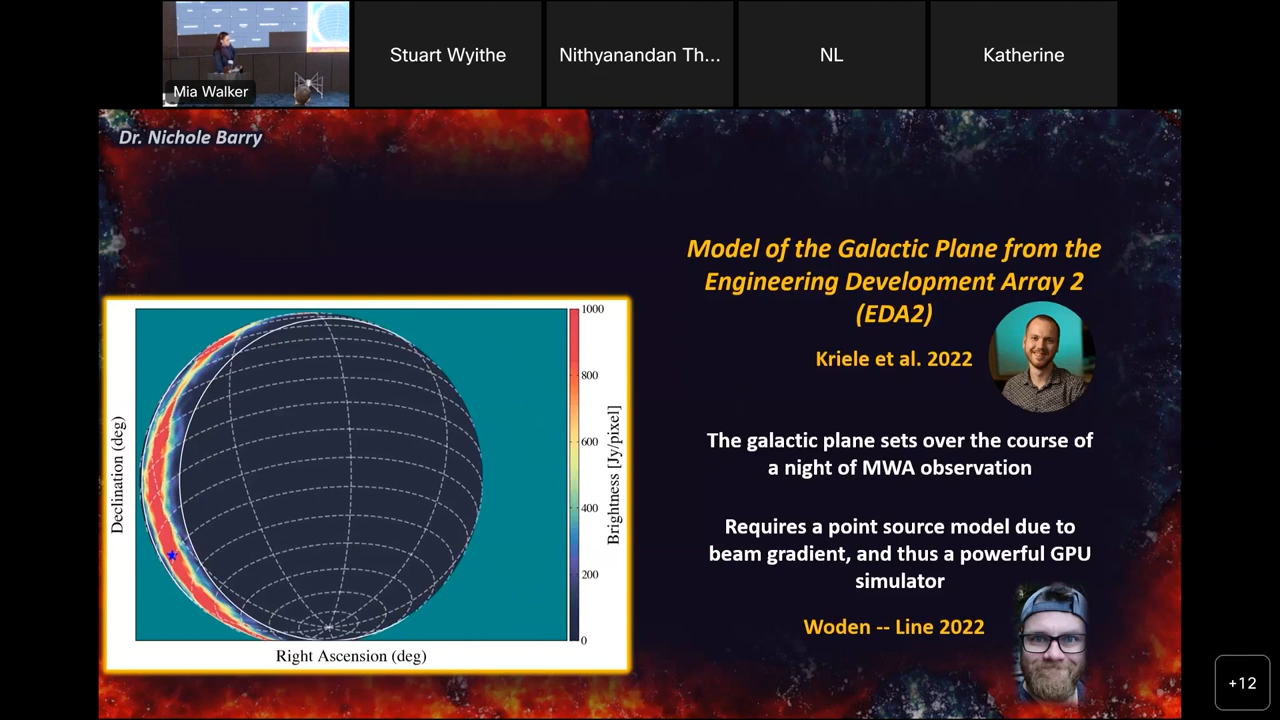 Mia Walker
Stuart Wyithe
Nithyanandan Th...
NL
Katherine
Dr. Nichole Barry
Model of the Galactic Plane from the
Engineering Development Array 2
(EDA2)
Kriele et al. 2022
The galactic plane sets over the course of
a night of MWA observation
Requires a point source model due to
beam gradient, and thus a powerful GPU
simulator
Woden -- Line 2022
Declination (deg)
Right Ascension (deg)
1000
800
600
400
200
0
Brightness [Jy/pixel]
+12